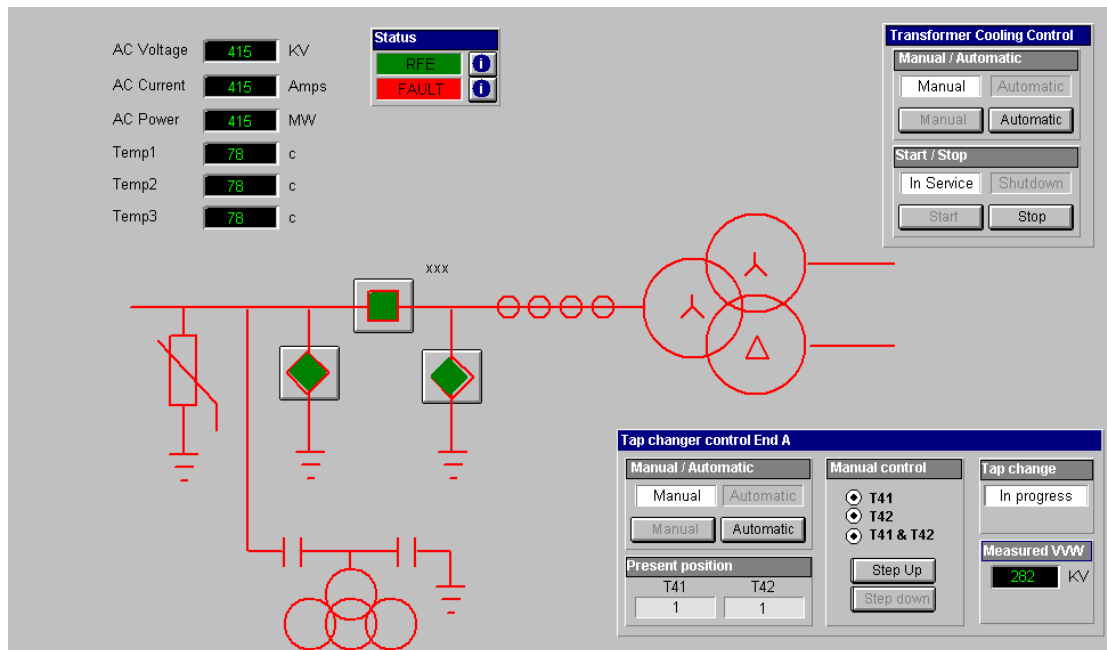 AC Voltage 415 KV
AC Current 415 Amps
AC Power 415 MW
Temp1 78 c
Temp2 78 c
Temp3 78 c
Status
RFE i
FAULT i
Transformer Cooling Control
Manual / Automatic
Manual Automatic
Manual Automatic
Start / Stop
In Service Shutdown
Start Stop
xxx
Tap changer control End A
Manual / Automatic
Manual Automatic
Manual Automatic
Present position
T41 T42
1 1
Manual control
T41
T42
T41 & T42
Step Up
Step down
Tap change
In progress
Measured VVW
282 KV